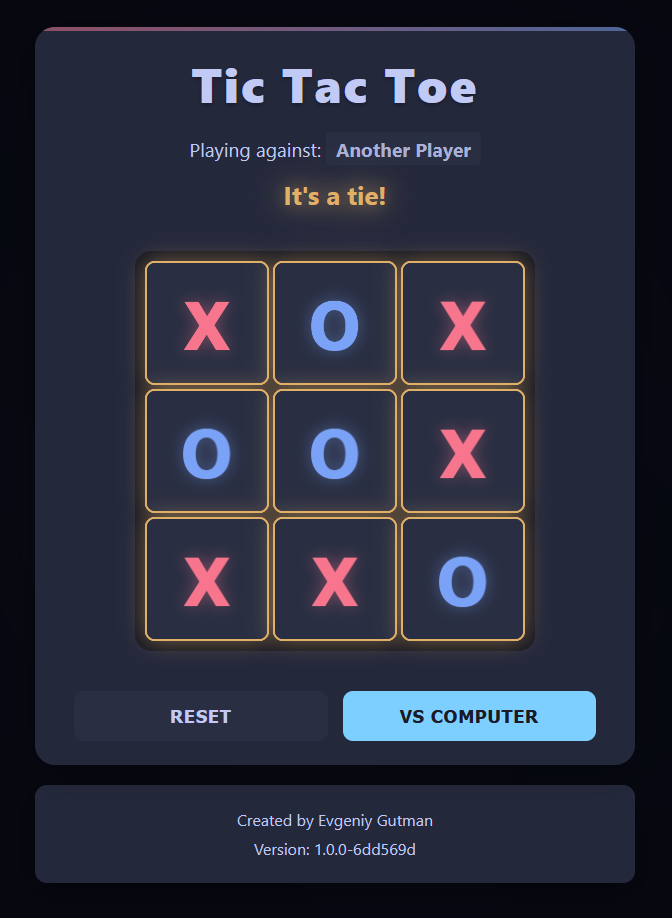 Tic Tac Toe
Playing against: Another Player
It's a tie!
X O X
O O X
X X O
RESET VS COMPUTER
Created by Evgeniy Gutman
Version: 1.0.0-6dd569d